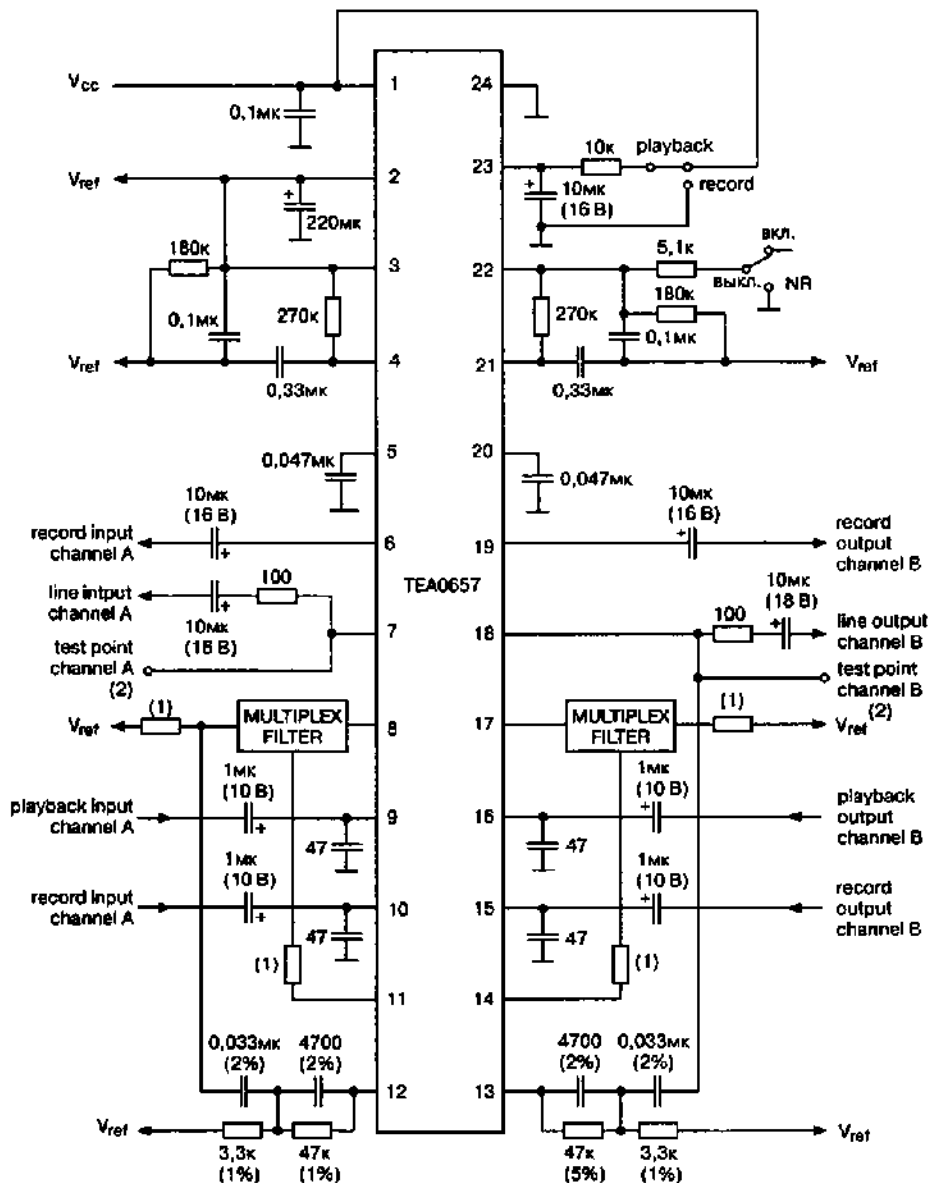 Vcc
0,1мк
1
24
23
10к
playback
record
10мк
(16 В)
Vref
2
220мк
180к
3
0,1мк
270к
Vref
4
0,33мк
22
5,1к
вкл.
выкл.
NR
180к
270к
0,1мк
21
0,33мк
Vref
5
0,047мк
20
0,047мк
10мк
(16 В)
record input
channel A
6
19
10мк
(16 В)
record
output
channel B
TEA0657
line intput
channel A
100
10мк
(16 В)
7
test point
channel A
(2)
18
100
10мк
(18 В)
line output
channel B
test point
channel B
(2)
Vref
(1)
MULTIPLEX
FILTER
8
17
MULTIPLEX
FILTER
(1)
Vref
1мк
(10 В)
playback input
channel A
9
47
16
47
1мк
(10 В)
playback
output
channel B
1мк
(10 В)
record input
channel A
10
47
15
47
1мк
(10 В)
record
output
channel B
(1)
11
14
(1)
0,033мк
(2%)
4700
(2%)
12
Vref
3,3к
(1%)
47к
(1%)
13
4700
(2%)
0,033мк
(2%)
47к
(5%)
3,3к
(1%)
Vref